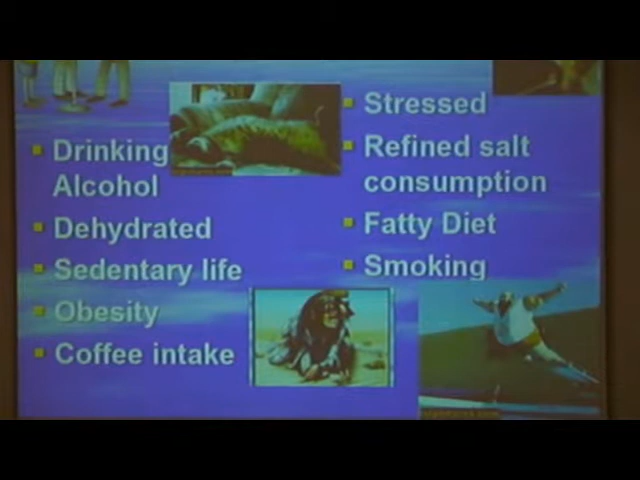 Drinking
Alcohol
Dehydrated
Sedentary life
Obesity
Coffee intake
Stressed
Refined salt
consumption
Fatty Diet
Smoking